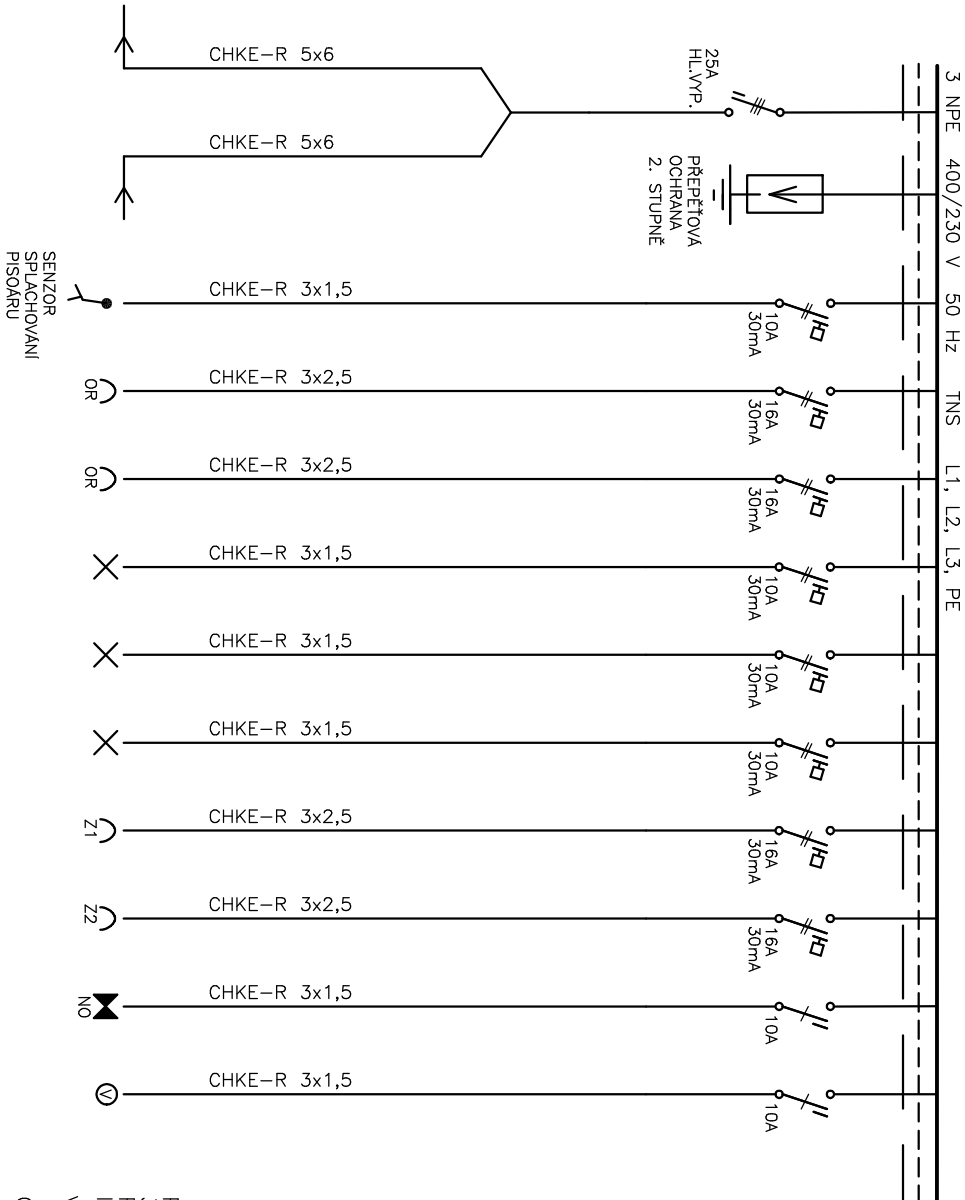 3 NPE 400/230 V 50 Hz TNS L1, L2, L3, PE
25A
HL.VYP.
PŘEPĚŤOVÁ
OCHRANA
2. STUPNĚ
CHKE-R 5x6
CHKE-R 5x6
CHKE-R 3x1,5
10A
30mA
SENZOR
SPLACHOVÁNÍ
PISOÁRU
CHKE-R 3x2,5
16A
30mA
OR
CHKE-R 3x2,5
16A
30mA
OR
CHKE-R 3x1,5
10A
30mA
CHKE-R 3x1,5
10A
30mA
CHKE-R 3x1,5
10A
30mA
CHKE-R 3x2,5
16A
30mA
Z1
CHKE-R 3x2,5
16A
30mA
Z2
CHKE-R 3x1,5
10A
NO
CHKE-R 3x1,5
10A
V